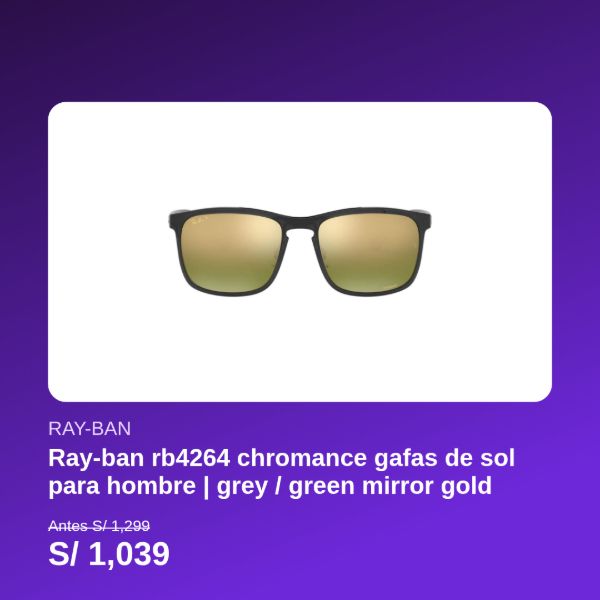 RAY-BAN
Ray-ban rb4264 chromance gafas de sol
para hombre | grey / green mirror gold
Antes S/ 1,299
S/ 1,039